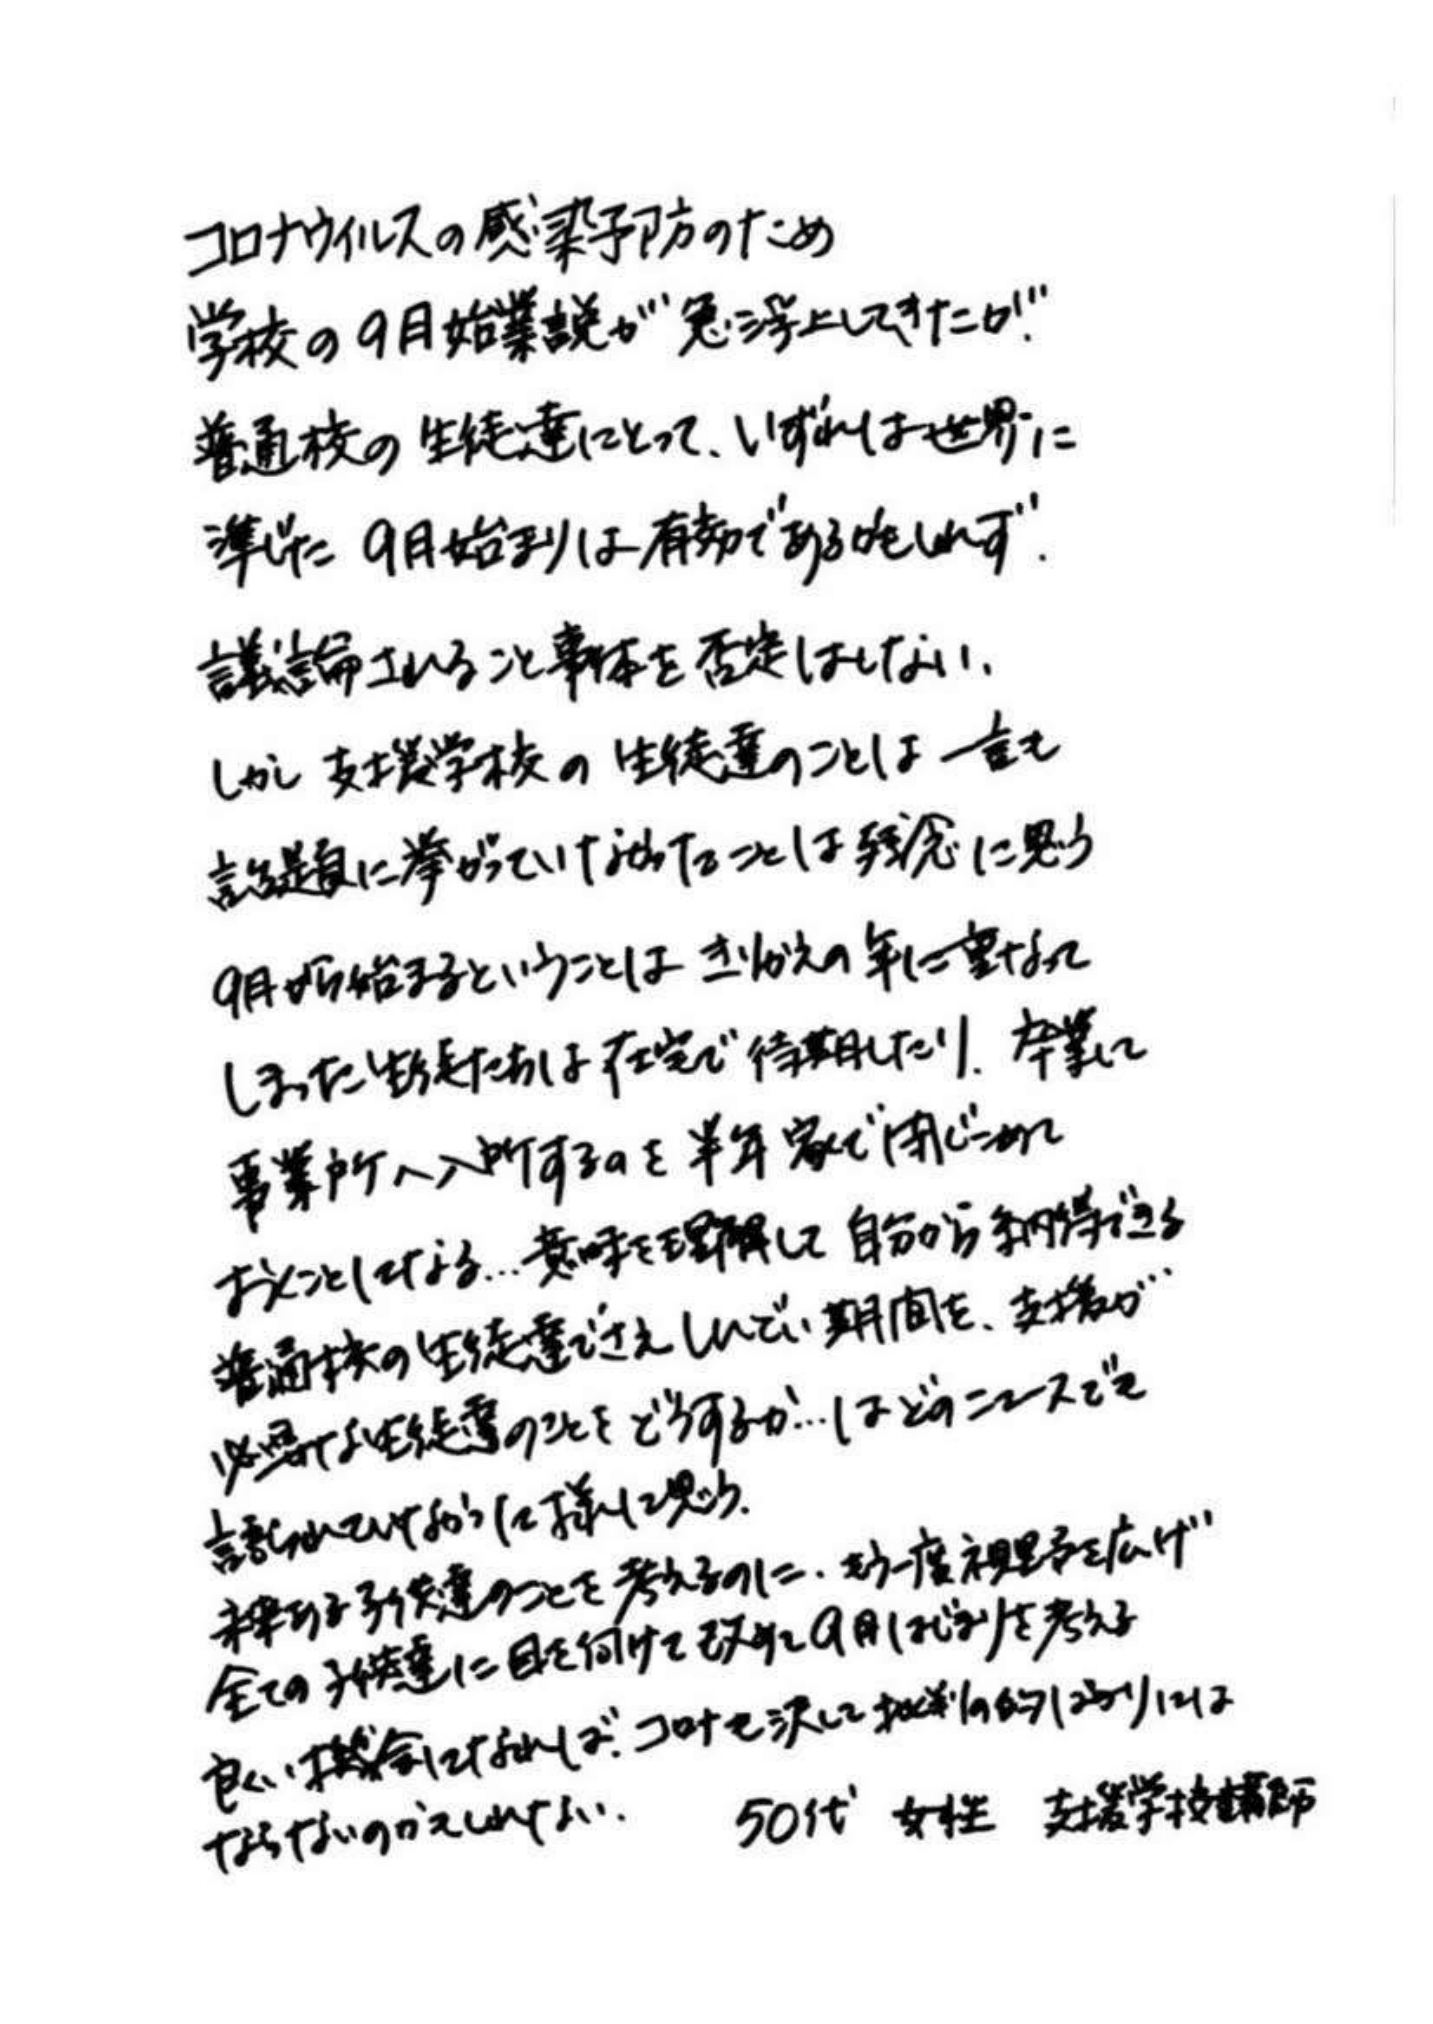 コロナウイルスの感染予防のため
学校の9月始業説が急浮上してきたが、
普通校の生徒達にとって、いずれは世界に
準じた 9月始まりは有効であるかもしれず、
議論されること事体を否定はしない、
しかし 支援学校の 生徒達のことは 一言も
話題に挙がっていなかったことは残念に思う
9月から始まるということは きりかえの年に重なって
しまった生徒たちは在宅で待期したり、卒業して
事業所へ入所するのを 半年 家で閉じこめて
おくことになる…意味を理解して 自分から納得できる
普通校の生徒達でさえしんどい期間を、支援が
必要な生徒達のことをどうするか…はどのニュースでも
語られていなかった様に思う、
未来ある子供達のことを考えるのに、もう一度視野を広げ
全ての子供達に目を向けて改めて9月はじまりを考える
良い機会になれば、コロナも決して批判的ばかりには
ならないのかもしれない、
50代 女性 支援学校講師